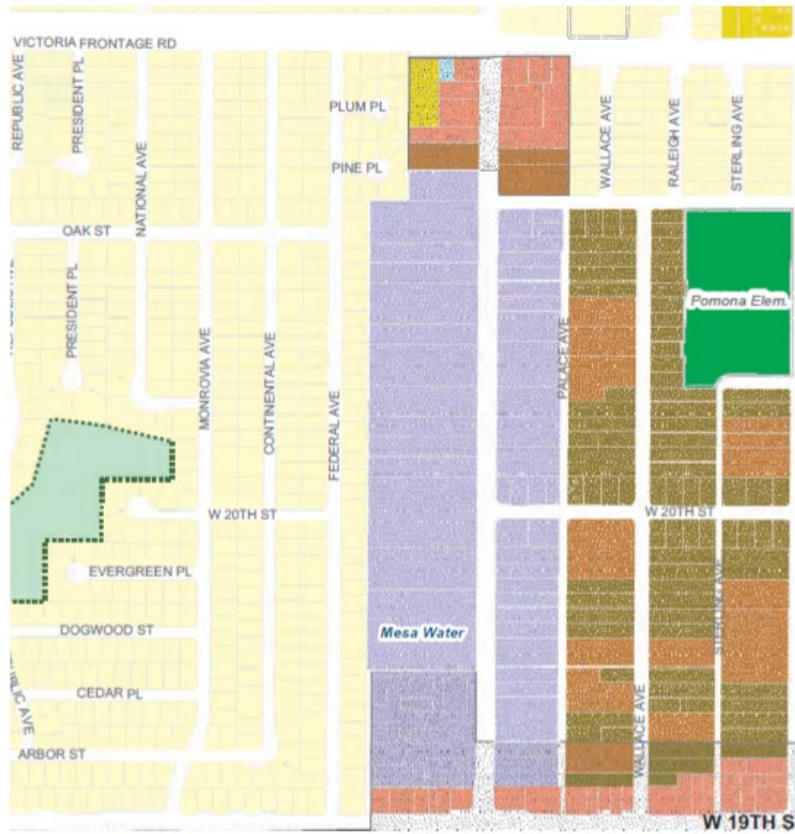 VICTORIA FRONTAGE RD
REPUBLIC AVE
PRESIDENT PL
NATIONAL AVE
PLUM PL
PINE PL
WALLACE AVE
RALEIGH AVE
STERLING AVE
OAK ST
PRESIDENT PL
MONROVIA AVE
CONTINENTAL AVE
FEDERAL AVE
PALACE AVE
Pomona Elem.
W 20TH ST
W 20TH ST
EVERGREEN PL
DOGWOOD ST
Mesa Water
STERLING AVE
CEDAR PL
WALLACE AVE
ARBOR ST
W 19TH S